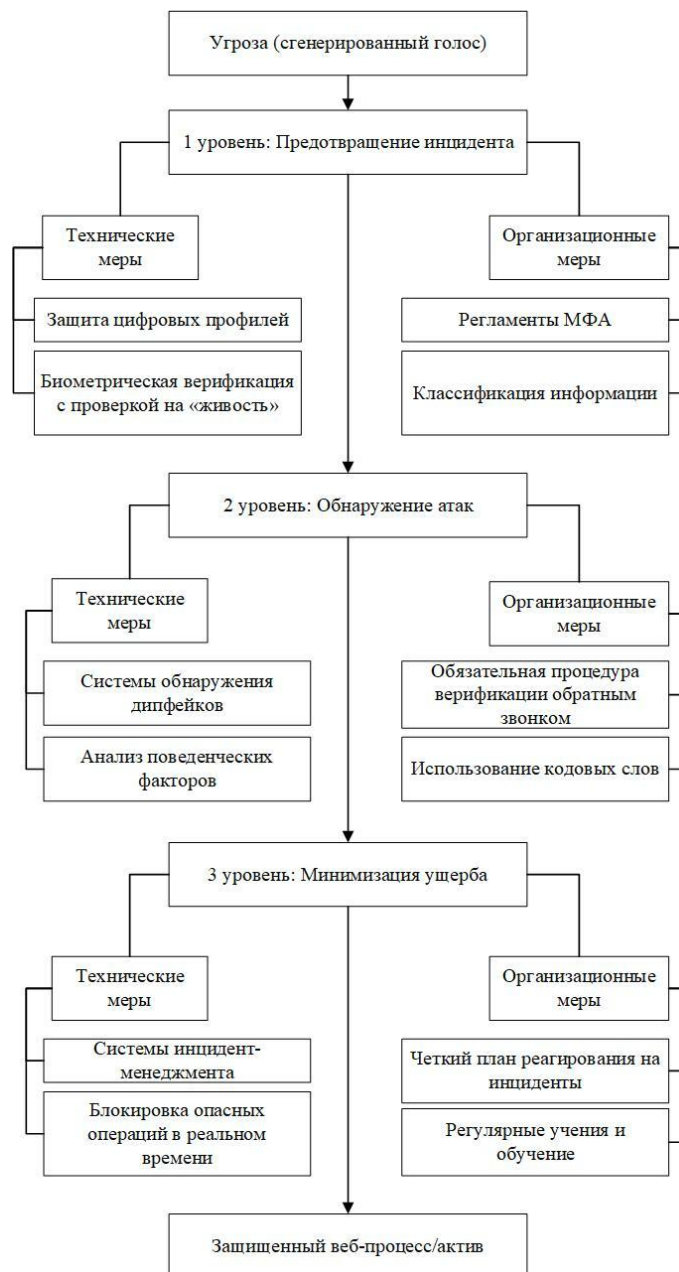 Угроза (сгенерированный голос)
1 уровень: Предотвращение инцидента
Технические
меры
Организационные
меры
Защита цифровых профилей
Регламенты МФА
Биометрическая верификация
с проверкой на «живость»
Классификация информации
2 уровень: Обнаружение атак
Технические
меры
Организационные
меры
Системы обнаружения
дипфейков
Обязательная процедура
верификации обратным
звонком
Анализ поведенческих
факторов
Использование кодовых слов
3 уровень: Минимизация ущерба
Технические
меры
Организационные
меры
Системы инцидент-
менеджмента
Четкий план реагирования на
инциденты
Блокировка опасных
операций в реальном
времени
Регулярные учения и
обучение
Защищенный веб-процесс/актив